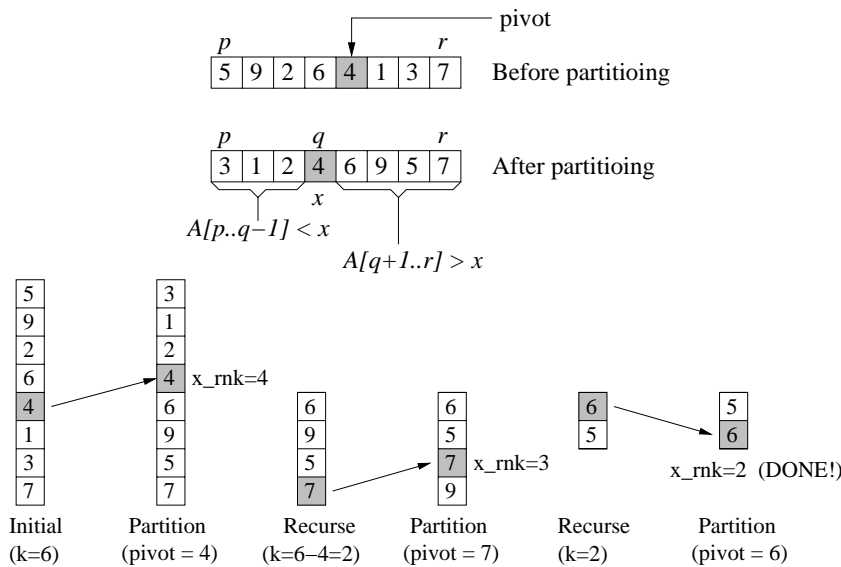 pivot
p r
5 9 2 6 4 1 3 7 Before partitioing
p q r
3 1 2 4 6 9 5 7 After partitioing
x
A[p..q−1] < x
A[q+1..r] > x
5 3
9 1
2 2
6 4 x_rnk=4
4 6 6 6 6 5
1 9 9 5 5 6
3 5 5 7 x_rnk=3 x_rnk=2 (DONE!)
7 7 7 9
Initial Partition Recurse Partition Recurse Partition
(k=6) (pivot = 4) (k=6−4=2) (pivot = 7) (k=2) (pivot = 6)